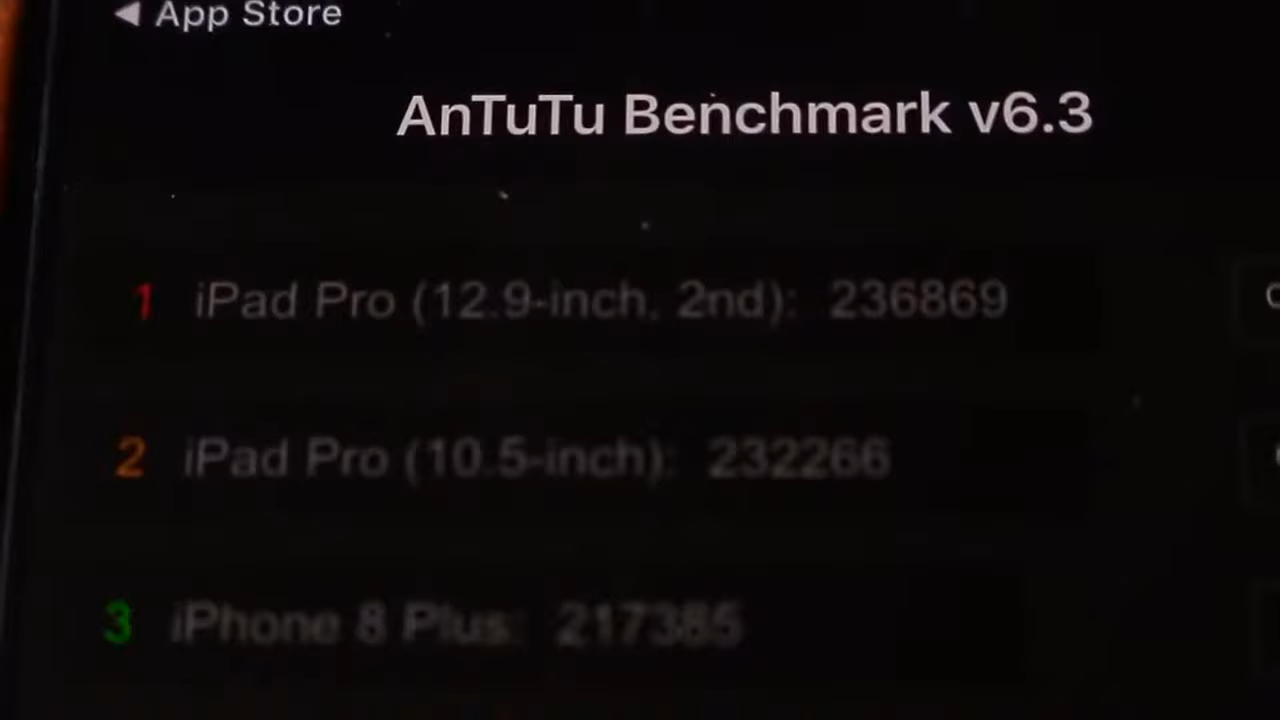 ◀ App Store
AnTuTu Benchmark v6.3
1 iPad Pro (12.9-inch, 2nd): 236869
2 iPad Pro (10.5-inch): 232266
3 iPhone 8 Plus: 217385